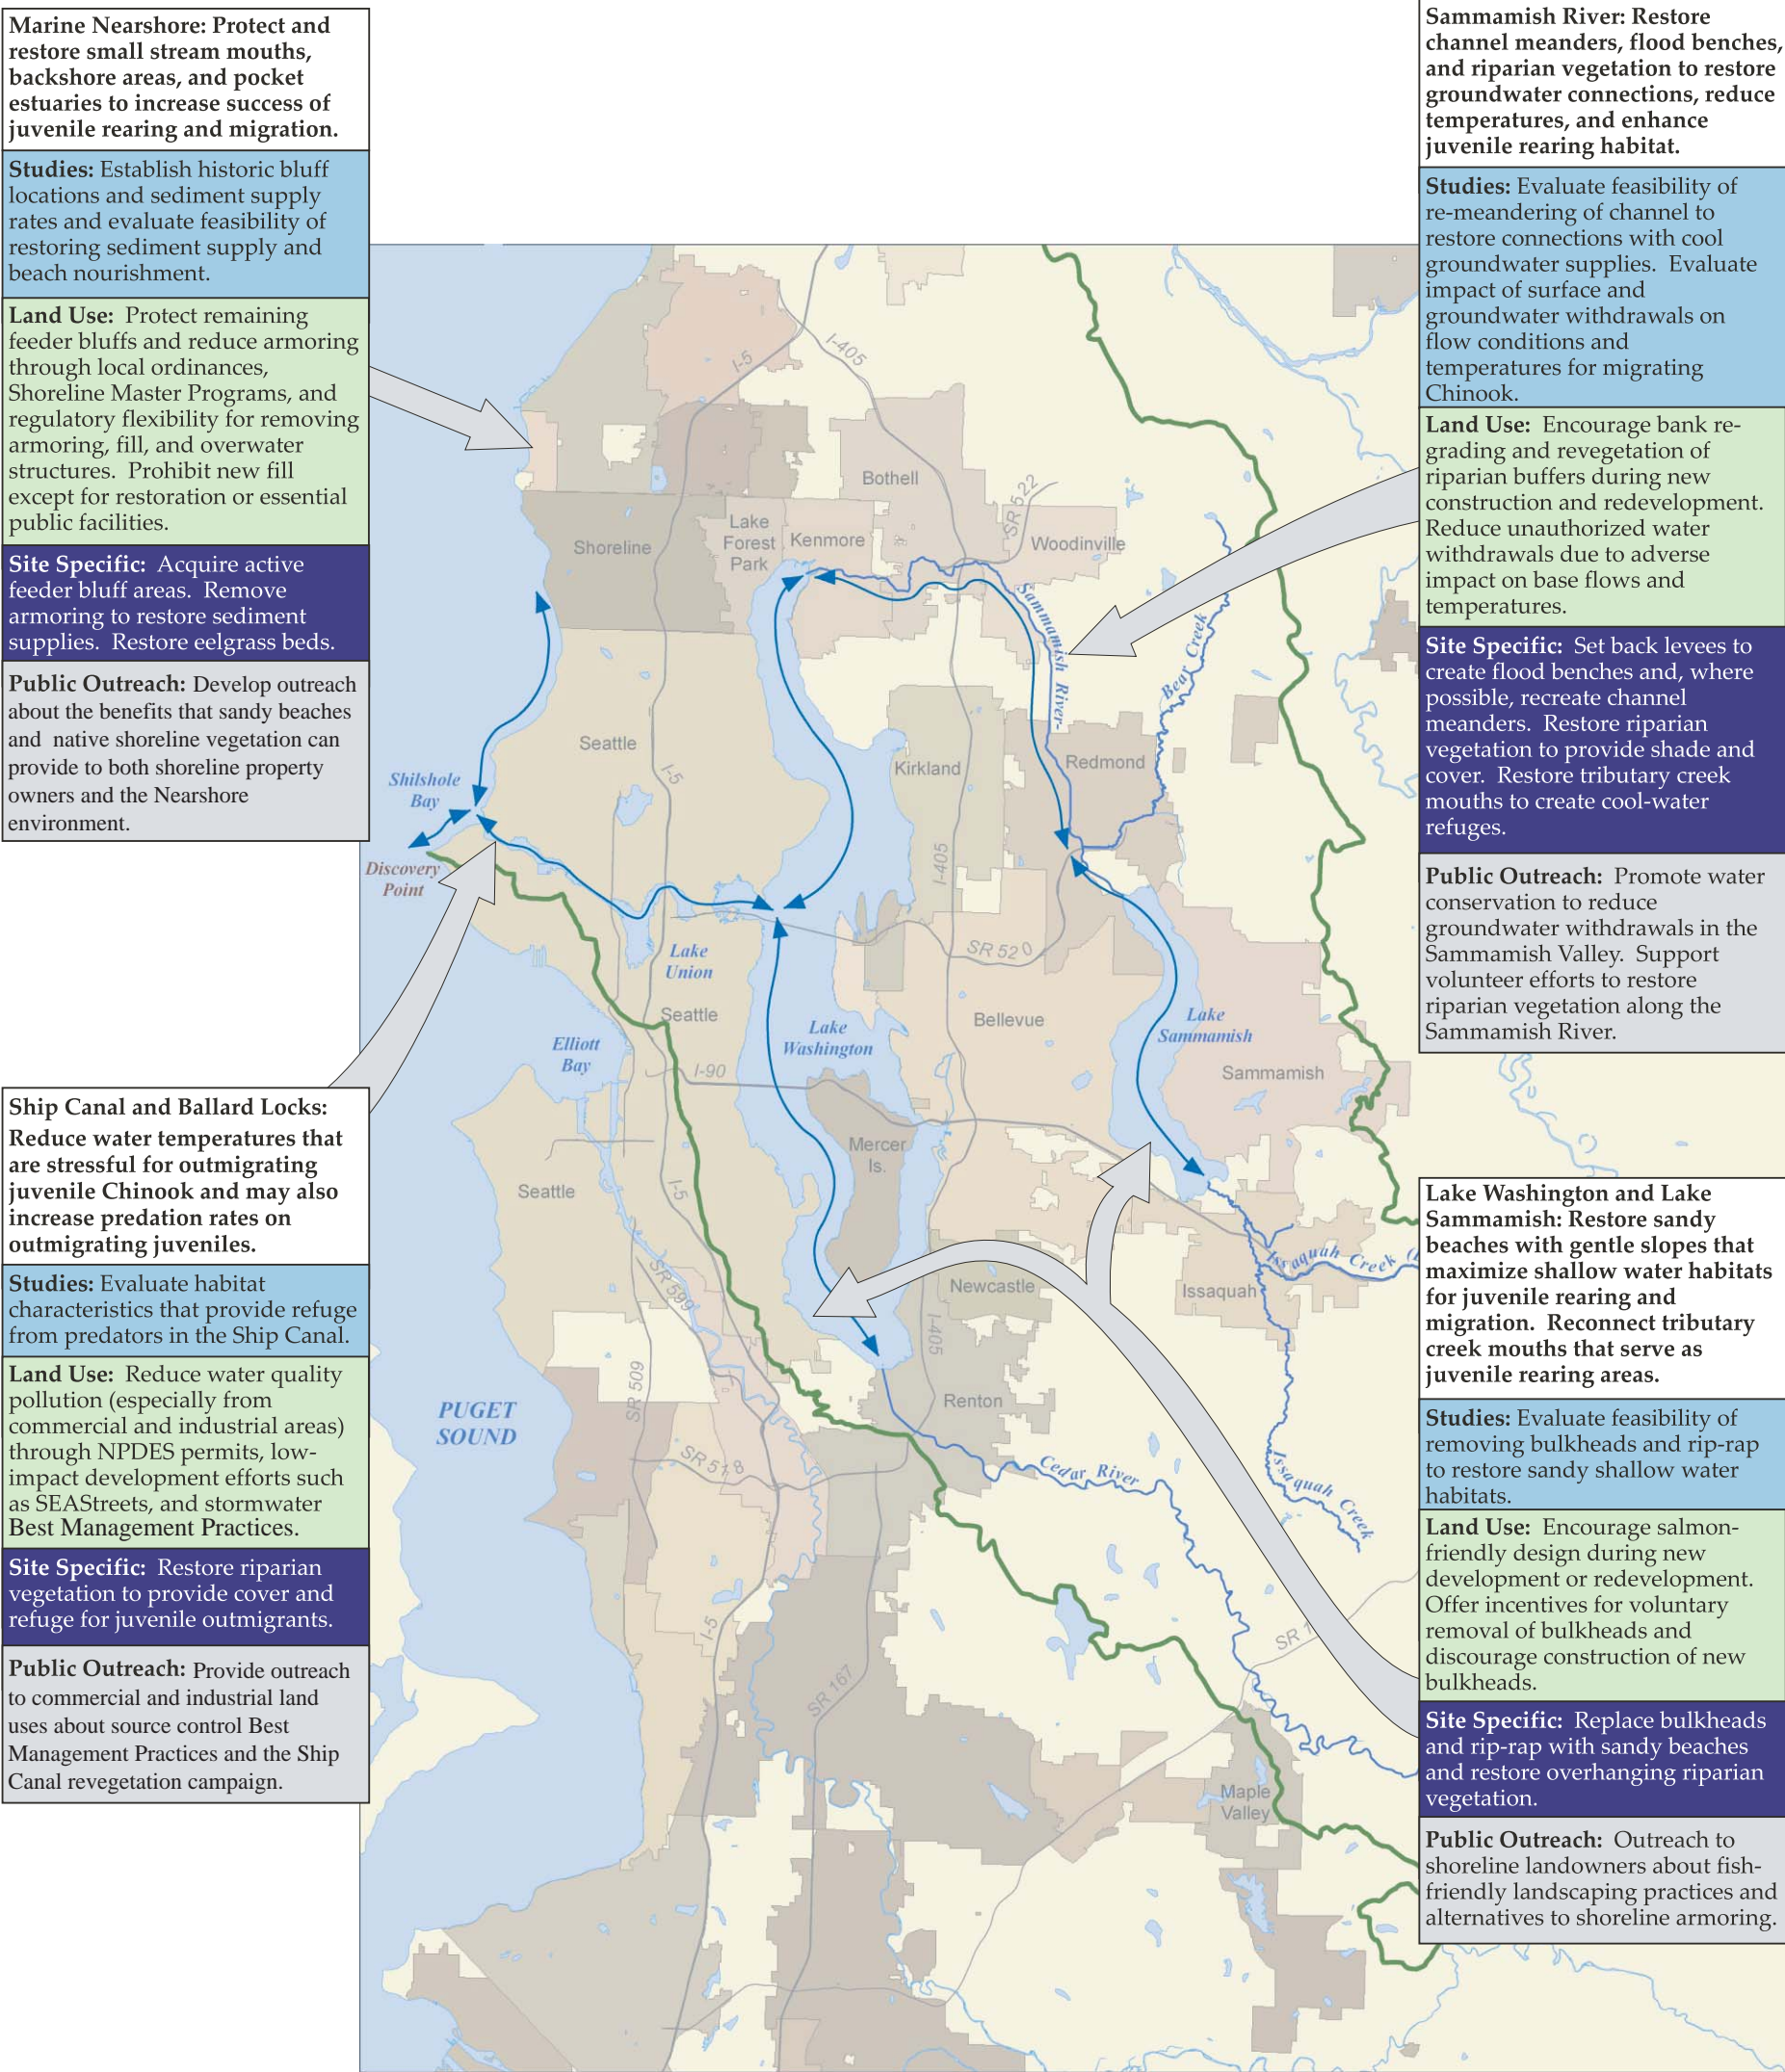 Marine Nearshore: Protect and
restore small stream mouths,
backshore areas, and pocket
estuaries to increase success of
juvenile rearing and migration.
Studies: Establish historic bluff
locations and sediment supply
rates and evaluate feasibility of
restoring sediment supply and
beach nourishment.
Land Use: Protect remaining
feeder bluffs and reduce armoring
through local ordinances,
Shoreline Master Programs, and
regulatory flexibility for removing
armoring, fill, and overwater
structures. Prohibit new fill
except for restoration or essential
public facilities.
Site Specific: Acquire active
feeder bluff areas. Remove
armoring to restore sediment
supplies. Restore eelgrass beds.
Public Outreach: Develop outreach
about the benefits that sandy beaches
and native shoreline vegetation can
provide to both shoreline property
owners and the Nearshore
environment.
Ship Canal and Ballard Locks:
Reduce water temperatures that
are stressful for outmigrating
juvenile Chinook and may also
increase predation rates on
outmigrating juveniles.
Studies: Evaluate habitat
characteristics that provide refuge
from predators in the Ship Canal.
Land Use: Reduce water quality
pollution (especially from
commercial and industrial areas)
through NPDES permits, low-
impact development efforts such
as SEAStreets, and stormwater
Best Management Practices.
Site Specific: Restore riparian
vegetation to provide cover and
refuge for juvenile outmigrants.
Public Outreach: Provide outreach
to commercial and industrial land
uses about source control Best
Management Practices and the Ship
Canal revegetation campaign.
I-5
I-405
Bothell
SR 522
Shoreline
Lake
Forest
Park
Kenmore
Woodinville
Sammamish River
Bear Creek
Seattle
I-5
Kirkland
Redmond
Shilshole
Bay
Discovery
Point
I-405
Lake
Union
SR 520
Seattle
Elliott
Bay
Lake
Washington
Bellevue
Lake
Sammamish
I-90
Sammamish
Mercer
Is.
Seattle
I-5
SR 599
Newcastle
Issaquah
Issaquah Creek
I-405
SR 509
Renton
PUGET
SOUND
SR 518
Cedar River
Issaquah Creek
I-5
SR 167
SR 1
Maple
Valley
Sammamish River: Restore
channel meanders, flood benches,
and riparian vegetation to restore
groundwater connections, reduce
temperatures, and enhance
juvenile rearing habitat.
Studies: Evaluate feasibility of
re-meandering of channel to
restore connections with cool
groundwater supplies. Evaluate
impact of surface and
groundwater withdrawals on
flow conditions and
temperatures for migrating
Chinook.
Land Use: Encourage bank re-
grading and revegetation of
riparian buffers during new
construction and redevelopment.
Reduce unauthorized water
withdrawals due to adverse
impact on base flows and
temperatures.
Site Specific: Set back levees to
create flood benches and, where
possible, recreate channel
meanders. Restore riparian
vegetation to provide shade and
cover. Restore tributary creek
mouths to create cool-water
refuges.
Public Outreach: Promote water
conservation to reduce
groundwater withdrawals in the
Sammamish Valley. Support
volunteer efforts to restore
riparian vegetation along the
Sammamish River.
Lake Washington and Lake
Sammamish: Restore sandy
beaches with gentle slopes that
maximize shallow water habitats
for juvenile rearing and
migration. Reconnect tributary
creek mouths that serve as
juvenile rearing areas.
Studies: Evaluate feasibility of
removing bulkheads and rip-rap
to restore sandy shallow water
habitats.
Land Use: Encourage salmon-
friendly design during new
development or redevelopment.
Offer incentives for voluntary
removal of bulkheads and
discourage construction of new
bulkheads.
Site Specific: Replace bulkheads
and rip-rap with sandy beaches
and restore overhanging riparian
vegetation.
Public Outreach: Outreach to
shoreline landowners about fish-
friendly landscaping practices and
alternatives to shoreline armoring.